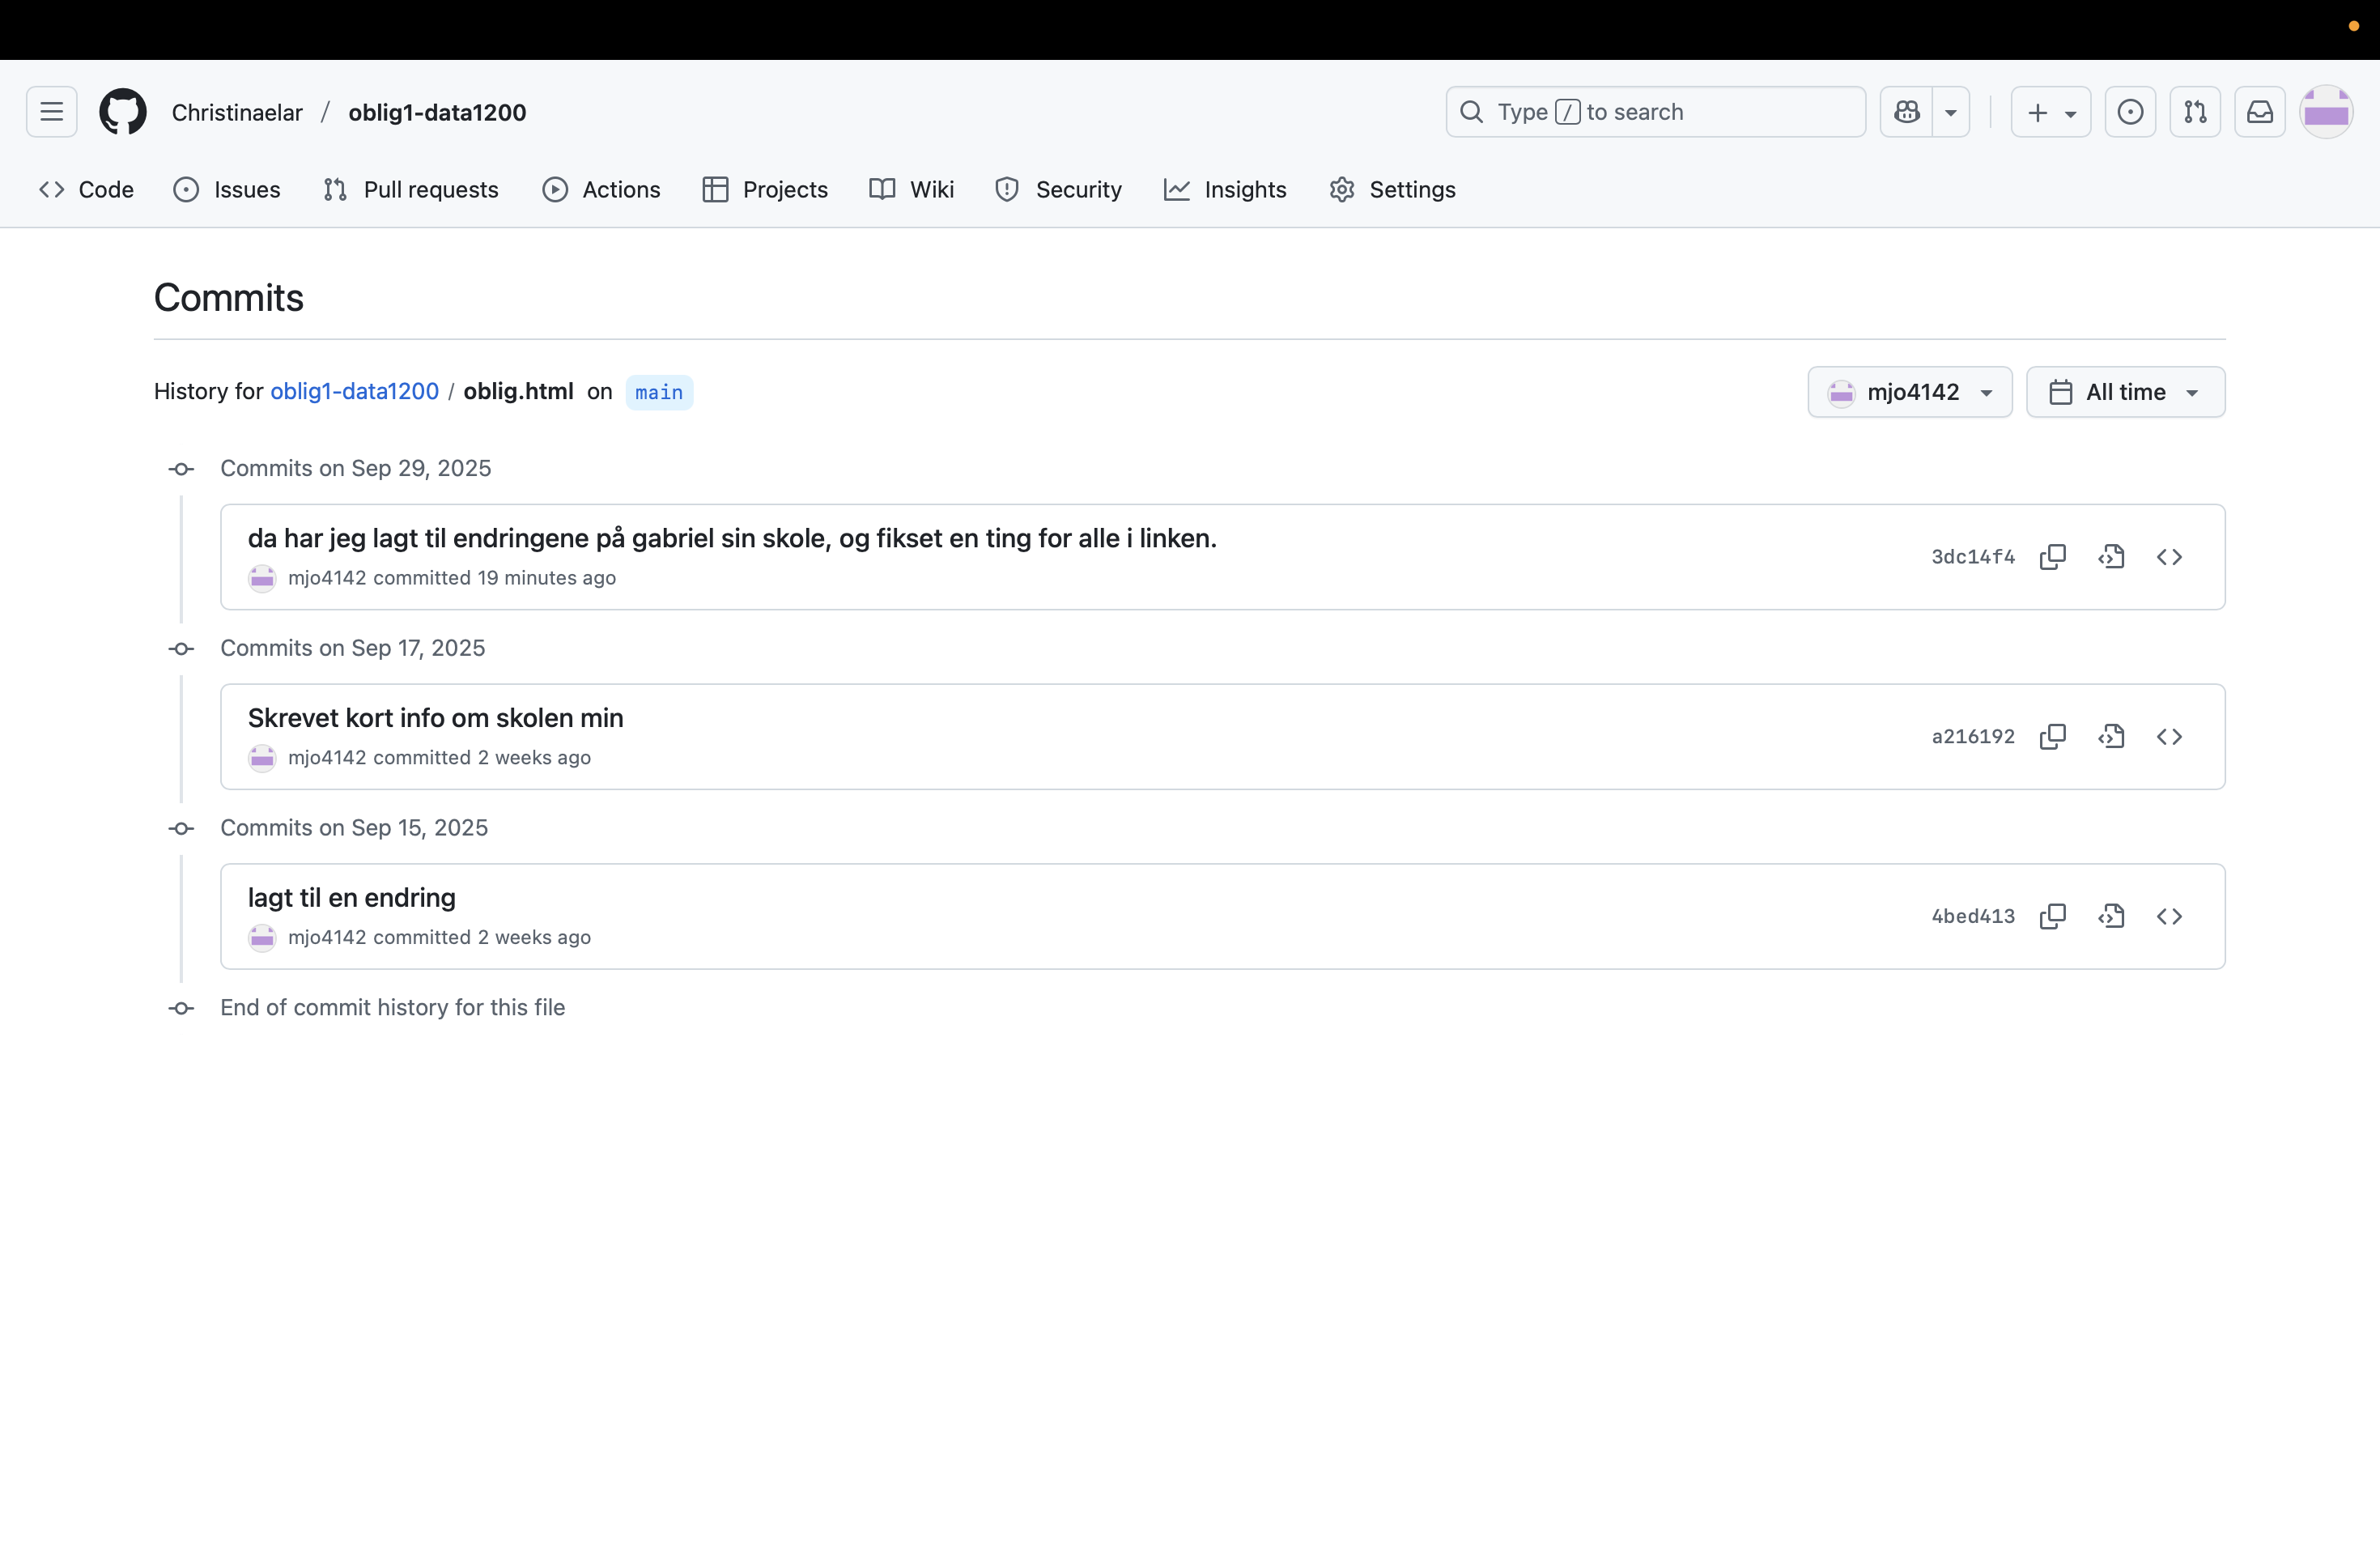 Christinaelar / oblig1-data1200
Type / to search
Code Issues Pull requests Actions Projects Wiki Security Insights Settings
Commits
History for oblig1-data1200 / oblig.html on main
mjo4142 All time
Commits on Sep 29, 2025
da har jeg lagt til endringene på gabriel sin skole, og fikset en ting for alle i linken.
mjo4142 committed 19 minutes ago
3dc14f4
Commits on Sep 17, 2025
Skrevet kort info om skolen min
mjo4142 committed 2 weeks ago
a216192
Commits on Sep 15, 2025
lagt til en endring
mjo4142 committed 2 weeks ago
4bed413
End of commit history for this file